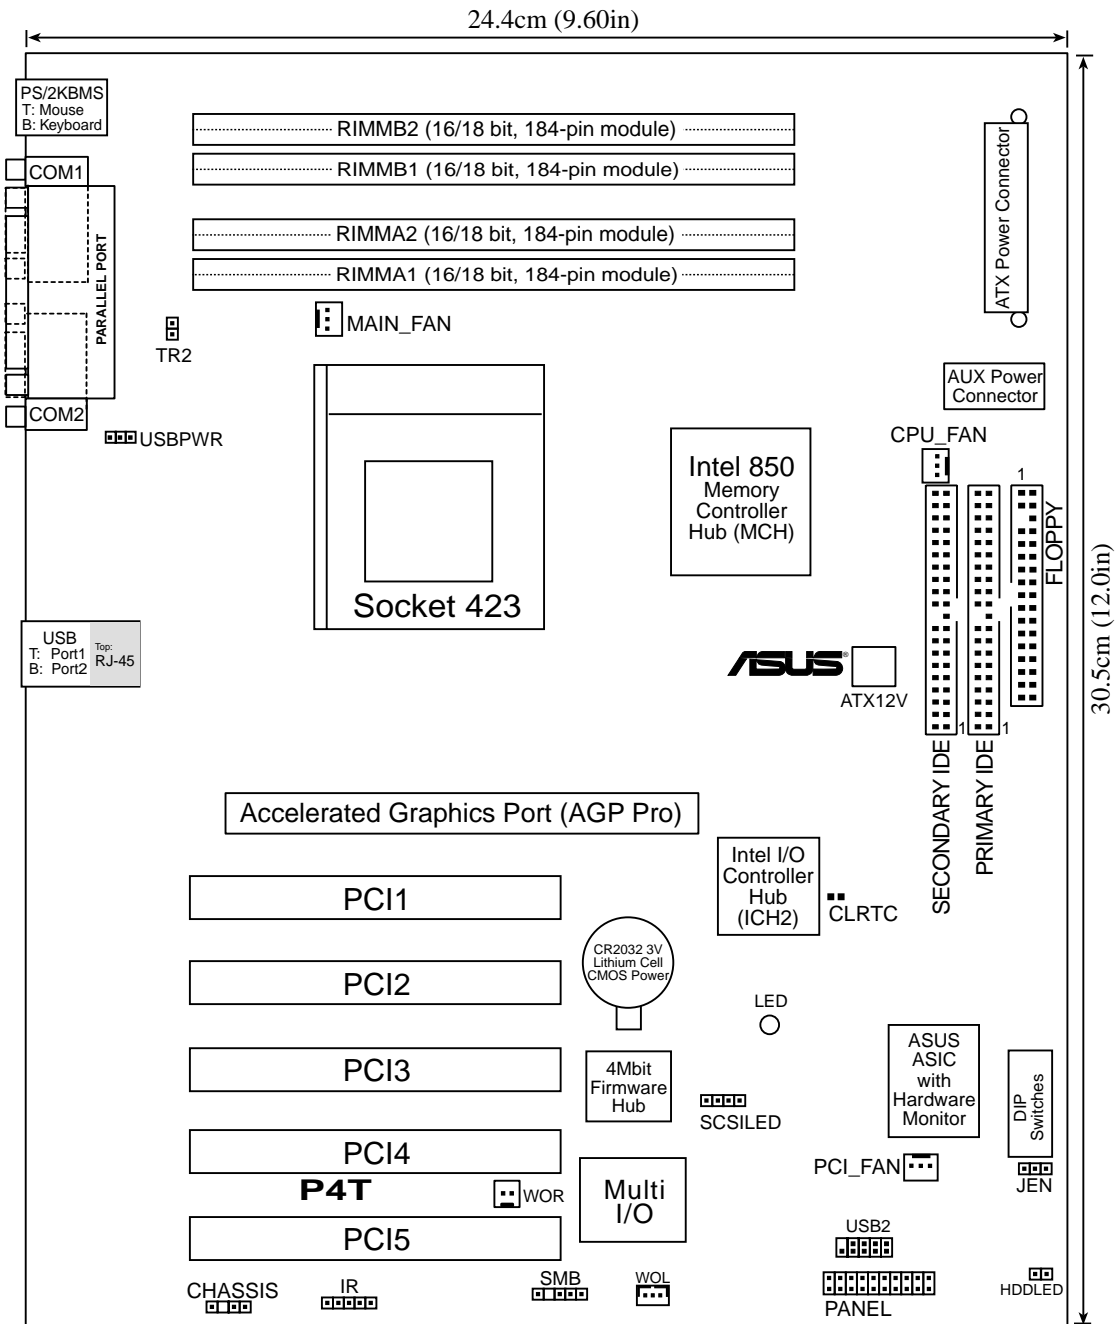 24.4cm (9.60in)
PS/2KBMS
T: Mouse
B: Keyboard
RIMMB2 (16/18 bit, 184-pin module)
COM1
RIMMB1 (16/18 bit, 184-pin module)
PARALLEL PORT
RIMMA2 (16/18 bit, 184-pin module)
RIMMA1 (16/18 bit, 184-pin module)
ATX Power Connector
MAIN_FAN
TR2
AUX Power
Connector
COM2
USBPWR
CPU_FAN
Intel 850
Memory
Controller
Hub (MCH)
1
FLOPPY
Socket 423
30.5cm (12.0in)
USB
T: Port1
B: Port2
Top:
RJ-45
ASUS®
ATX12V
1
1
SECONDARY IDE
PRIMARY IDE
Accelerated Graphics Port (AGP Pro)
Intel I/O
Controller
Hub
(ICH2)
CLRTC
PCI1
CR2032 3V
Lithium Cell
CMOS Power
PCI2
LED
ASUS
ASIC
with
Hardware
Monitor
DIP
Switches
PCI3
4Mbit
Firmware
Hub
SCSILED
PCI4
PCI_FAN
JEN
P4T
WOR
Multi
I/O
PCI5
USB2
CHASSIS
IR
SMB
WOL
PANEL
HDDLED